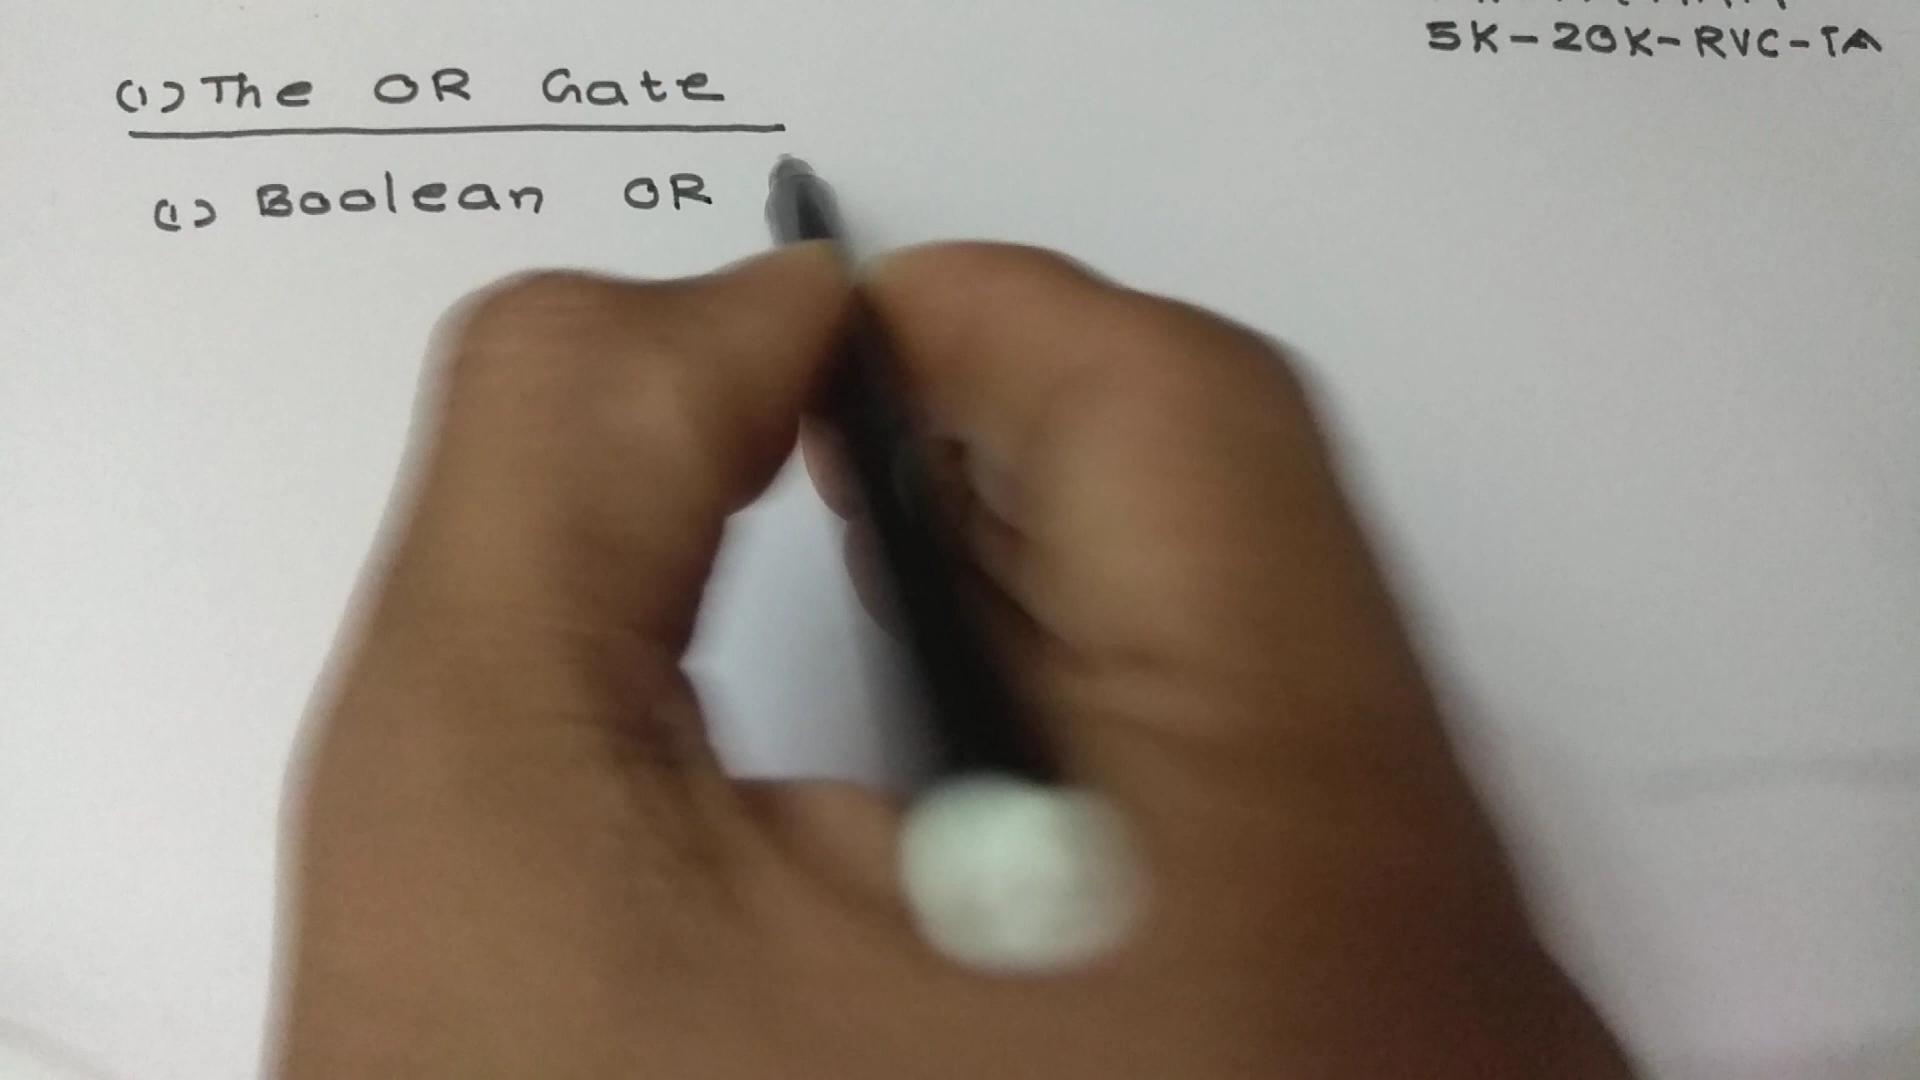 5K-20K-RVC-TA
(1) The OR Gate
(1) Boolean OR